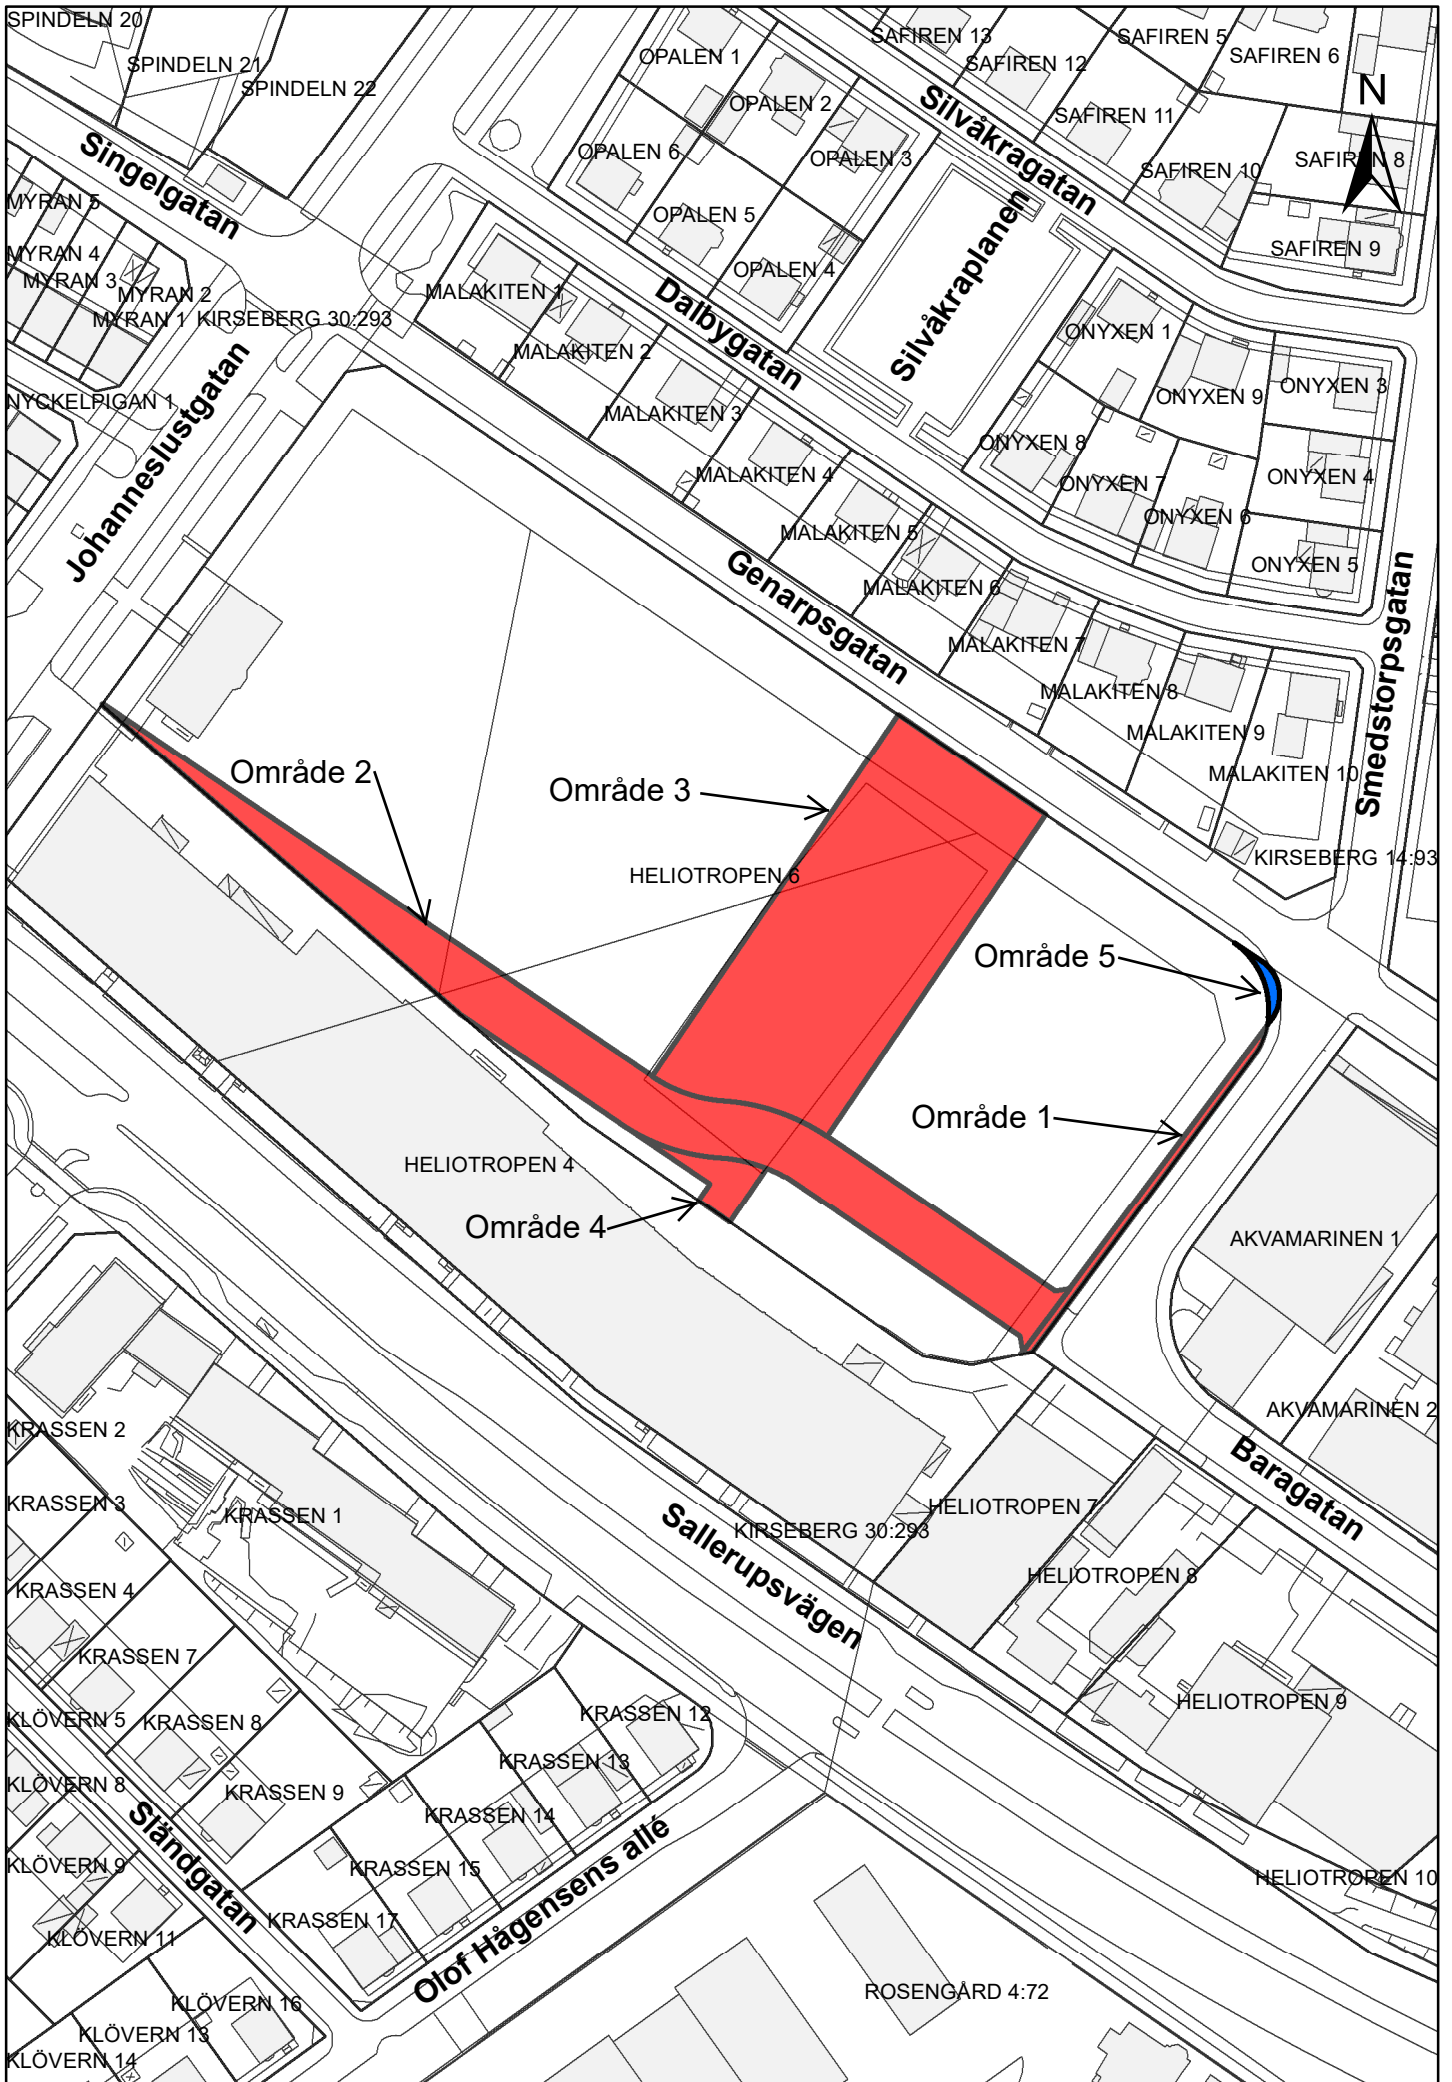 SPINDELN 20
SPINDELN 21
SPINDELN 22
OPALEN 1
OPALEN 2
OPALEN 3
OPALEN 6
OPALEN 5
OPALEN 4
SAFIREN 13
SAFIREN 12
SAFIREN 5
SAFIREN 6
SAFIREN 11
SAFIREN 10
SAFIREN 8
SAFIREN 9
N
Silvåkragatan
Singelgatan
Silvåkraplanen
Dalbygatan
MYRAN 5
MYRAN 4
MYRAN 3
MYRAN 2
MYRAN 1
KIRSEBERG 30:293
NYCKELPIGAN 1
Johanneslustgatan
MALAKITEN 1
MALAKITEN 2
MALAKITEN 3
MALAKITEN 4
MALAKITEN 5
MALAKITEN 6
MALAKITEN 7
MALAKITEN 8
MALAKITEN 9
MALAKITEN 10
ONYXEN 1
ONYXEN 9
ONYXEN 3
ONYXEN 8
ONYXEN 7
ONYXEN 4
ONYXEN 6
ONYXEN 5
Genarpsgatan
Smedstorpsgatan
KIRSEBERG 14:93
Område 2
Område 3
HELIOTROPEN 6
Område 5
Område 1
HELIOTROPEN 4
Område 4
AKVAMARINEN 1
AKVAMARINEN 2
Baragatan
KRASSEN 2
KRASSEN 3
KRASSEN 1
KRASSEN 4
KRASSEN 7
KRASSEN 8
KRASSEN 9
KRASSEN 12
KRASSEN 13
KRASSEN 14
KRASSEN 15
KRASSEN 17
Sallerupsvägen
KIRSEBERG 30:293
HELIOTROPEN 7
HELIOTROPEN 8
HELIOTROPEN 9
HELIOTROPEN 10
KLÖVERN 5
KLÖVERN 8
KLÖVERN 9
KLÖVERN 11
KLÖVERN 16
KLÖVERN 13
KLÖVERN 14
Sländgatan
Olof Hågensens allé
ROSENGÅRD 4:72